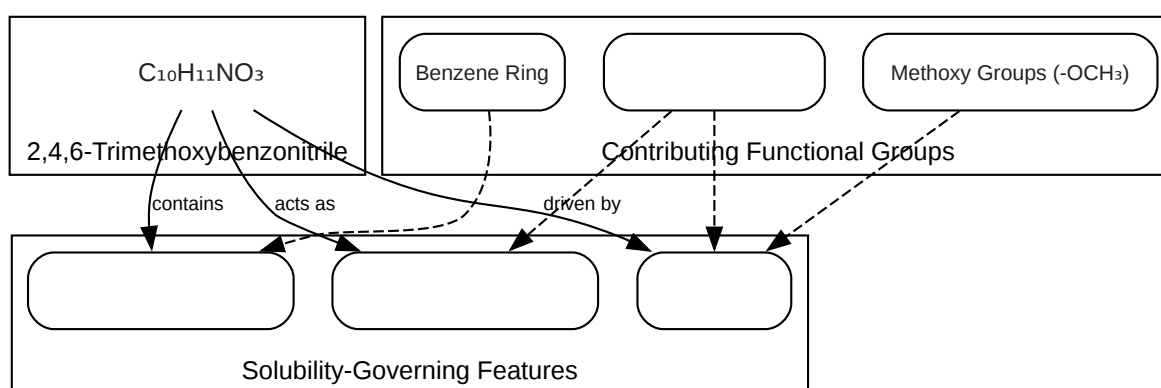 C₁₀H₁₁NO₃
2,4,6-Trimethoxybenzonitrile
Benzene Ring
Methoxy Groups (-OCH₃)
Contributing Functional Groups
contains
acts as
driven by
Solubility-Governing Features